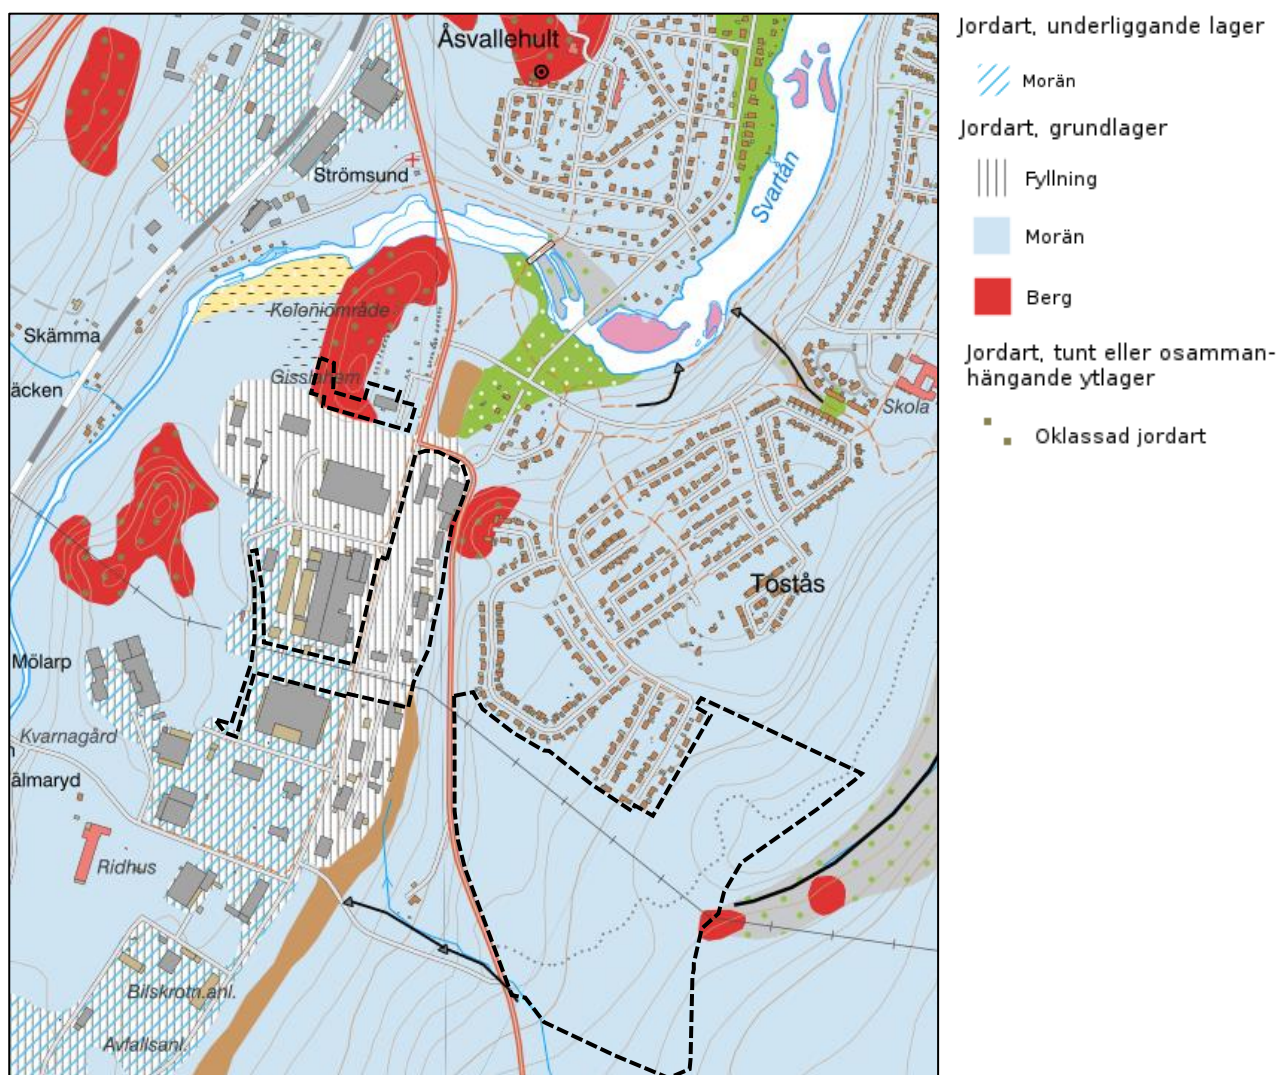 Åsvallehult
Strömsund
Svartån
Koloniområde
Skämma
äcken
Skola
Tostås
Mölarp
Kvarnagård
älmaryd
Ridhus
Bilskrotn.anl.
Avfallsanl.
Jordart, underliggande lager
Morän
Jordart, grundlager
Fyllning
Morän
Berg
Jordart, tunt eller osamman-
hängande ytlager
Oklassad jordart